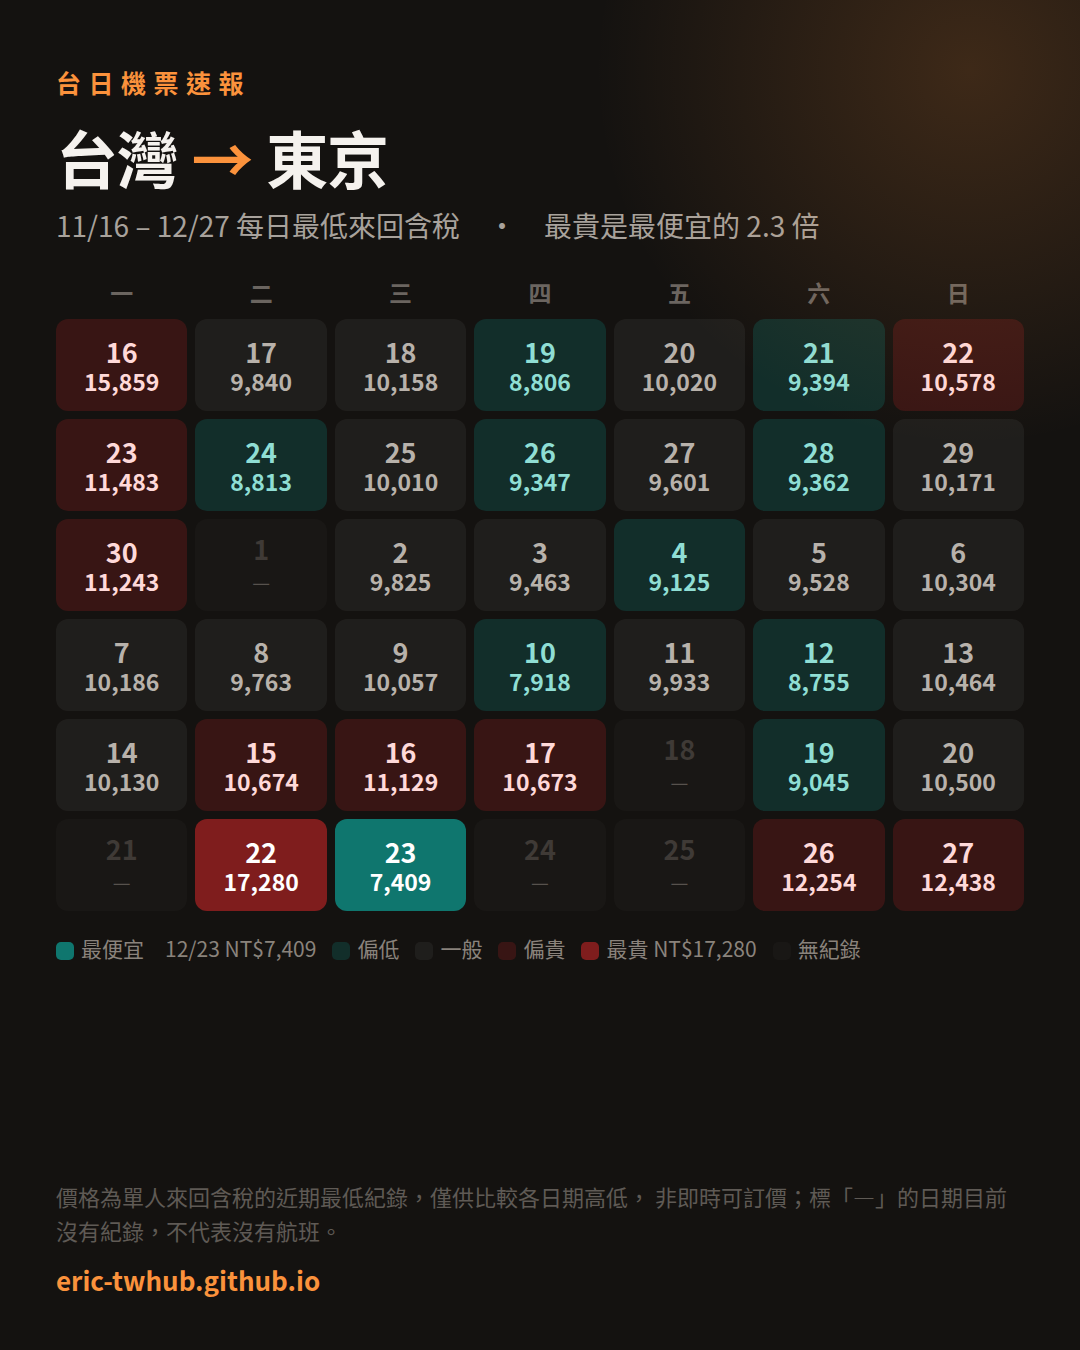 台日機票速報
台灣 → 東京
11/16 – 12/27 每日最低來回含稅 ・ 最貴是最便宜的 2.3 倍
一 二 三 四 五 六 日
16 17 18 19 20 21 22
15,859 9,840 10,158 8,806 10,020 9,394 10,578
23 24 25 26 27 28 29
11,483 8,813 10,010 9,347 9,601 9,362 10,171
30 1 2 3 4 5 6
11,243 — 9,825 9,463 9,125 9,528 10,304
7 8 9 10 11 12 13
10,186 9,763 10,057 7,918 9,933 8,755 10,464
14 15 16 17 18 19 20
10,130 10,674 11,129 10,673 — 9,045 10,500
21 22 23 24 25 26 27
— 17,280 7,409 — — 12,254 12,438
最便宜 12/23 NT$7,409 偏低 一般 偏貴 最貴 NT$17,280 無紀錄
價格為單人來回含稅的近期最低紀錄，僅供比較各日期高低， 非即時可訂價；標「—」的日期目前
沒有紀錄，不代表沒有航班。
eric-twhub.github.io